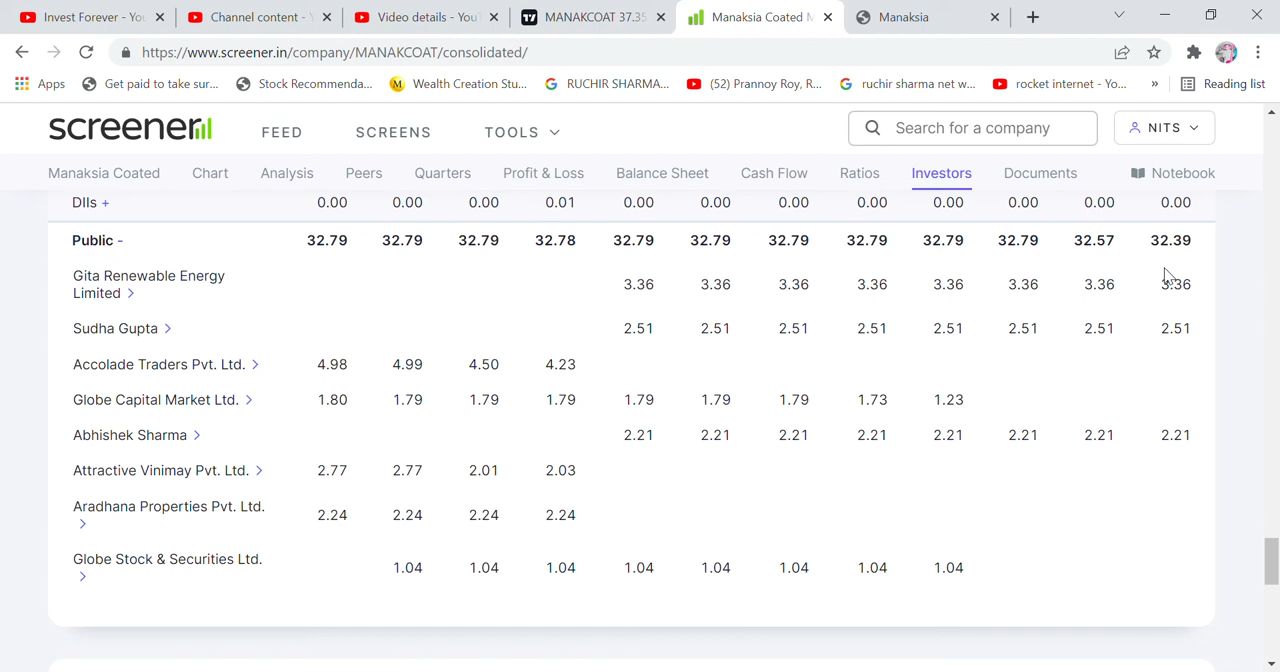 Invest Forever - You
Channel content - Y
Video details - YouT
MANAKCOAT 37.35
Manaksia Coated M
Manaksia
https://www.screener.in/company/MANAKCOAT/consolidated/
Apps Get paid to take sur... Stock Recommenda... Wealth Creation Stu... RUCHIR SHARMA... (52) Prannoy Roy, R... ruchir sharma net w... rocket internet - Yo... » Reading list
screener FEED SCREENS TOOLS Search for a company NITS
Manaksia Coated Chart Analysis Peers Quarters Profit & Loss Balance Sheet Cash Flow Ratios Investors Documents Notebook
DIIs + 0.00 0.00 0.00 0.01 0.00 0.00 0.00 0.00 0.00 0.00 0.00 0.00
Public - 32.79 32.79 32.79 32.78 32.79 32.79 32.79 32.79 32.79 32.79 32.57 32.39
Gita Renewable Energy
Limited > 3.36 3.36 3.36 3.36 3.36 3.36 3.36 3.36
Sudha Gupta > 2.51 2.51 2.51 2.51 2.51 2.51 2.51 2.51
Accolade Traders Pvt. Ltd. > 4.98 4.99 4.50 4.23
Globe Capital Market Ltd. > 1.80 1.79 1.79 1.79 1.79 1.79 1.79 1.73 1.23
Abhishek Sharma > 2.21 2.21 2.21 2.21 2.21 2.21 2.21 2.21
Attractive Vinimay Pvt. Ltd. > 2.77 2.77 2.01 2.03
Aradhana Properties Pvt. Ltd.
> 2.24 2.24 2.24 2.24
Globe Stock & Securities Ltd.
> 1.04 1.04 1.04 1.04 1.04 1.04 1.04 1.04